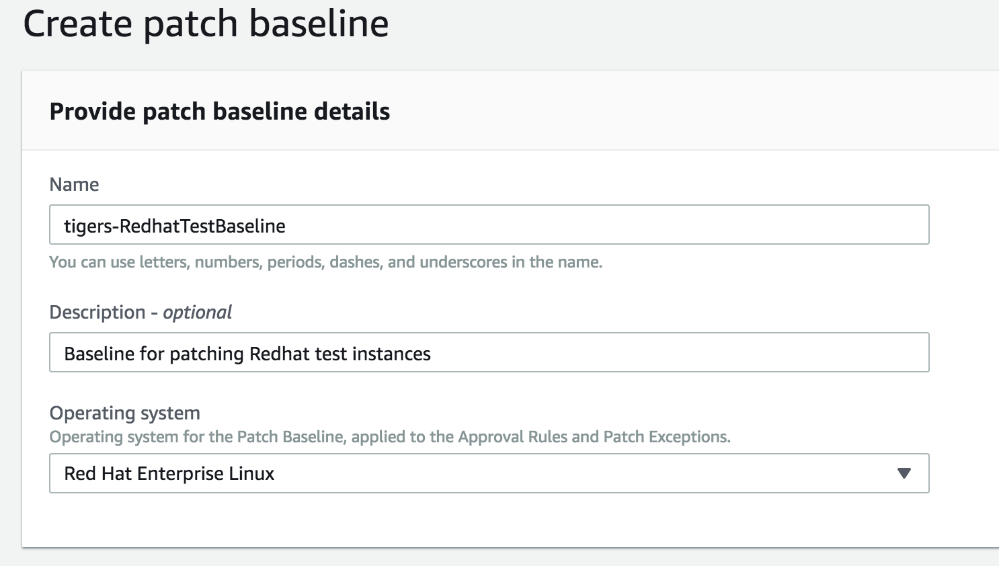 Create patch baseline
Provide patch baseline details
Name
tigers-RedhatTestBaseline
You can use letters, numbers, periods, dashes, and underscores in the name.
Description - optional
Baseline for patching Redhat test instances
Operating system
Operating system for the Patch Baseline, applied to the Approval Rules and Patch Exceptions.
Red Hat Enterprise Linux